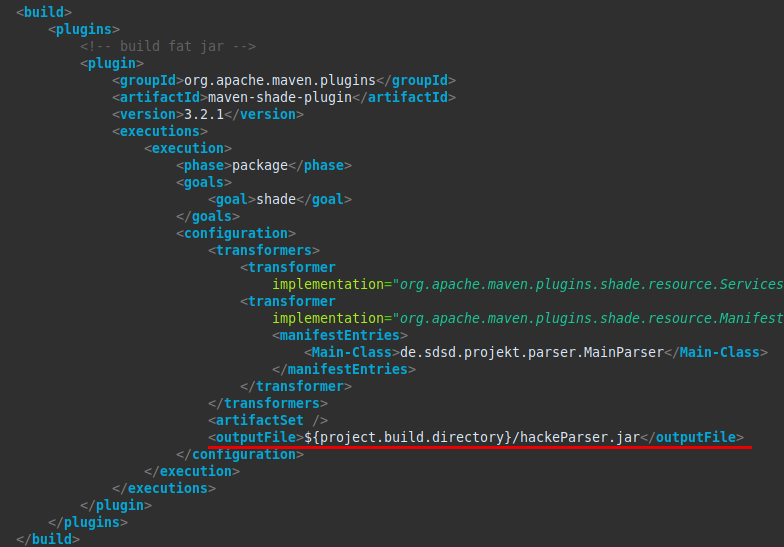 <build>
<plugins>
<!-- build fat jar -->
<plugin>
<groupId>org.apache.maven.plugins</groupId>
<artifactId>maven-shade-plugin</artifactId>
<version>3.2.1</version>
<executions>
<execution>
<phase>package</phase>
<goals>
<goal>shade</goal>
</goals>
<configuration>
<transformers>
<transformer
implementation="org.apache.maven.plugins.shade.resource.Services
<transformer
implementation="org.apache.maven.plugins.shade.resource.Manifest
<manifestEntries>
<Main-Class>de.sdsd.projekt.parser.MainParser</Main-Class>
</manifestEntries>
</transformer>
</transformers>
<artifactSet />
<outputFile>${project.build.directory}/hackeParser.jar</outputFile>
</configuration>
</execution>
</executions>
</plugin>
</plugins>
</build>